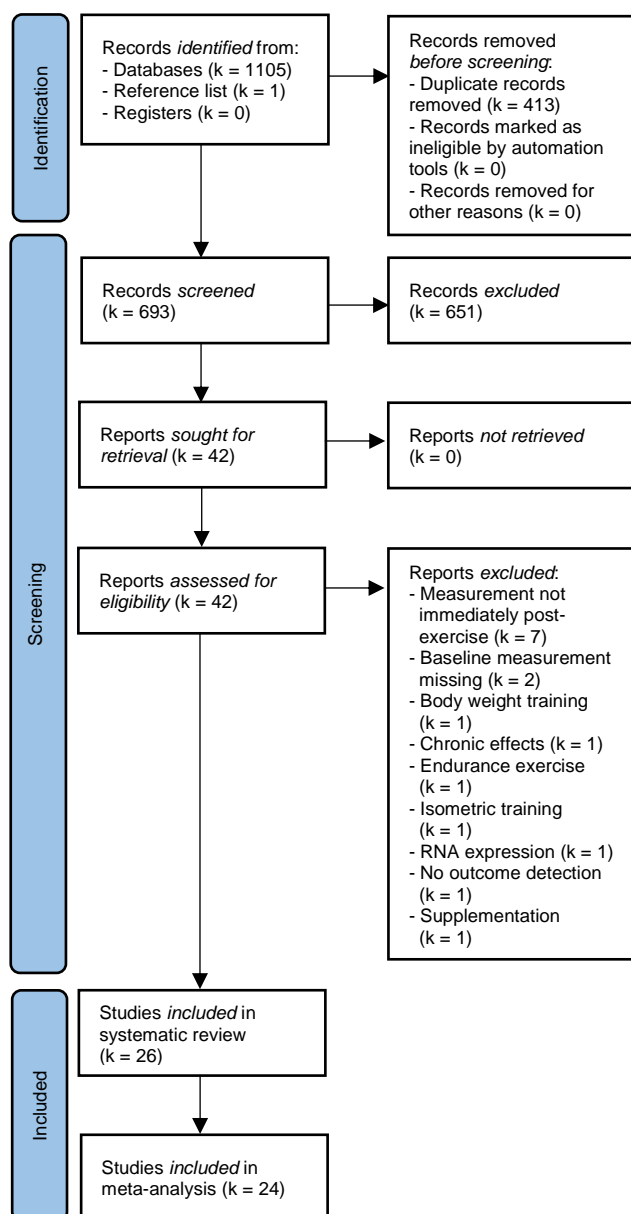 Identification
Records identified from:
- Databases (k = 1105)
- Reference list (k = 1)
- Registers (k = 0)
Records removed
before screening:
- Duplicate records
removed (k = 413)
- Records marked as
ineligible by automation
tools (k = 0)
- Records removed for
other reasons (k = 0)
Screening
Records screened
(k = 693)
Records excluded
(k = 651)
Reports sought for
retrieval (k = 42)
Reports not retrieved
(k = 0)
Reports assessed for
eligibility (k = 42)
Reports excluded:
- Measurement not
immediately post-
exercise (k = 7)
- Baseline measurement
missing (k = 2)
- Body weight training
(k = 1)
- Chronic effects (k = 1)
- Endurance exercise
(k = 1)
- Isometric training
(k = 1)
- RNA expression (k = 1)
- No outcome detection
(k = 1)
- Supplementation
(k = 1)
Included
Studies included in
systematic review
(k = 26)
Studies included in
meta-analysis (k = 24)